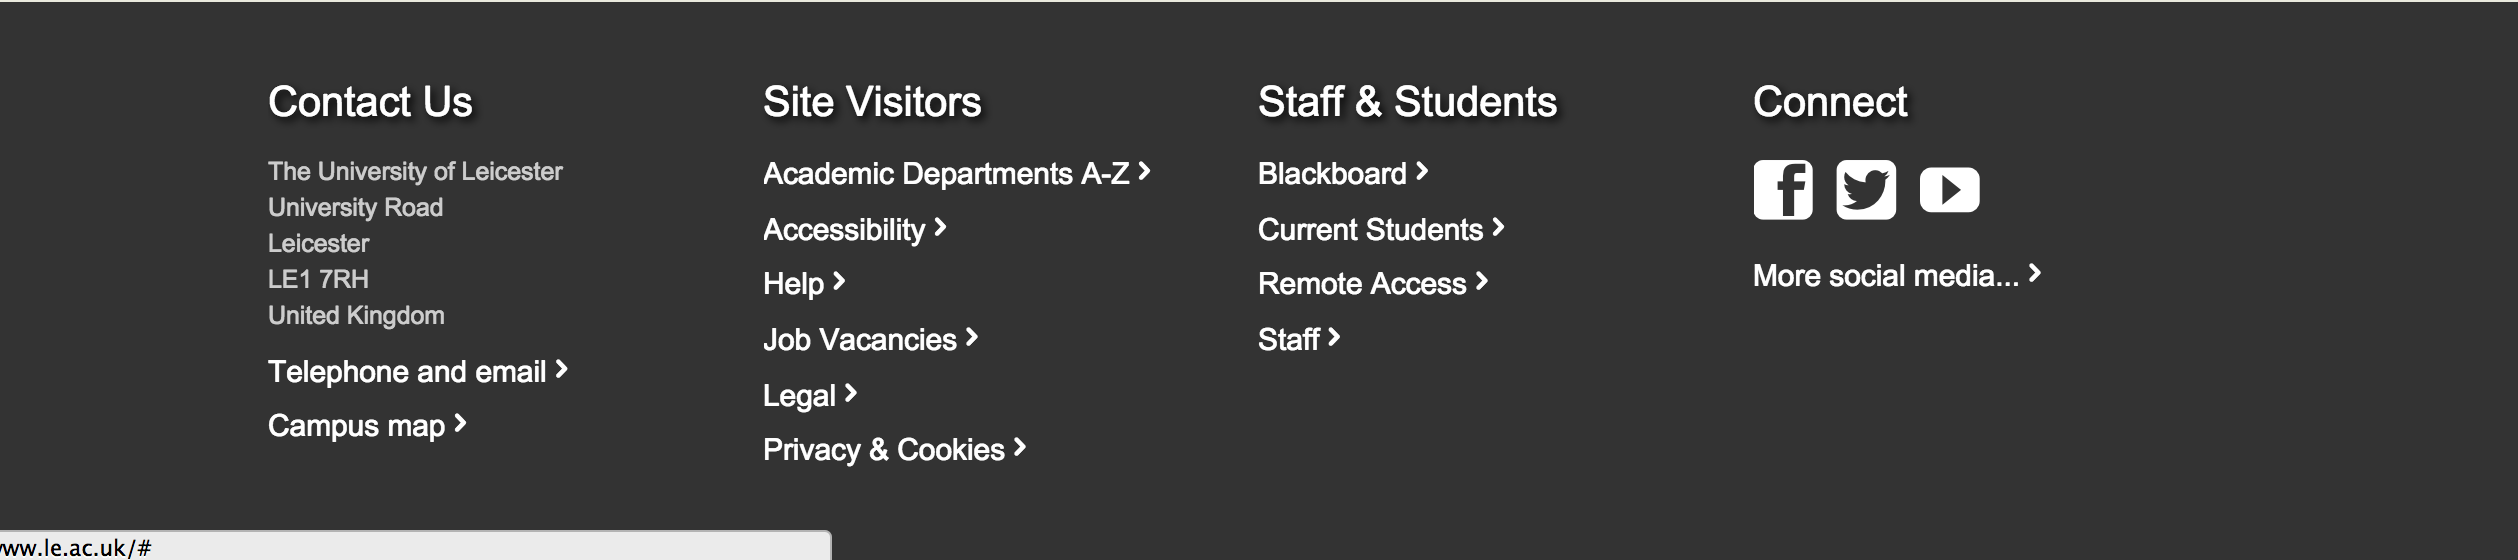 Contact Us
The University of Leicester
University Road
Leicester
LE1 7RH
United Kingdom
Telephone and email
Campus map
Site Visitors
Academic Departments A-Z
Accessibility
Help
Job Vacancies
Legal
Privacy & Cookies
Staff & Students
Blackboard
Current Students
Remote Access
Staff
Connect
More social media...
ww.le.ac.uk/#